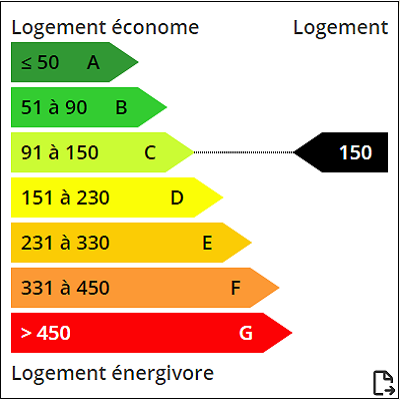 Logement économe Logement
≤ 50 A
51 à 90 B
91 à 150 C 150
151 à 230 D
231 à 330 E
331 à 450 F
> 450 G
Logement énergivore